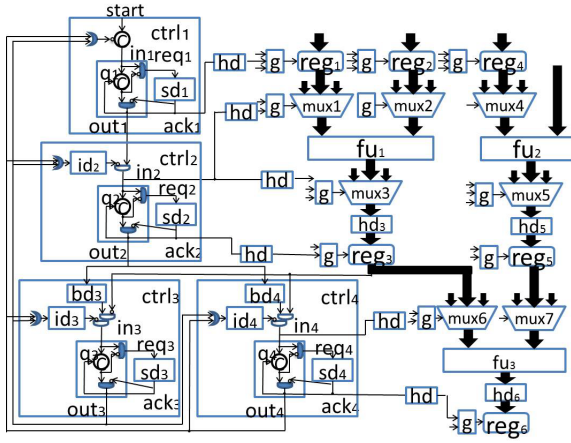 start
ctrl1
in1 req1
q1
sd1
out1 ack1
id2
ctrl2
in2
req2
q2
sd2
out2 ack2
bd3
ctrl3
id3
in3
req3
q3
sd3
out3 ack3
bd4
ctrl4
id4
in4
req4
q4
sd4
out4 ack4
hd g reg1 g reg2 g reg4
hd g mux1 g mux2 mux4
fu1 fu2
hd g mux3 g mux5
hd3 hd5
hd g reg3 g reg5
hd g mux6 mux7
fu3
hd hd6
g reg6